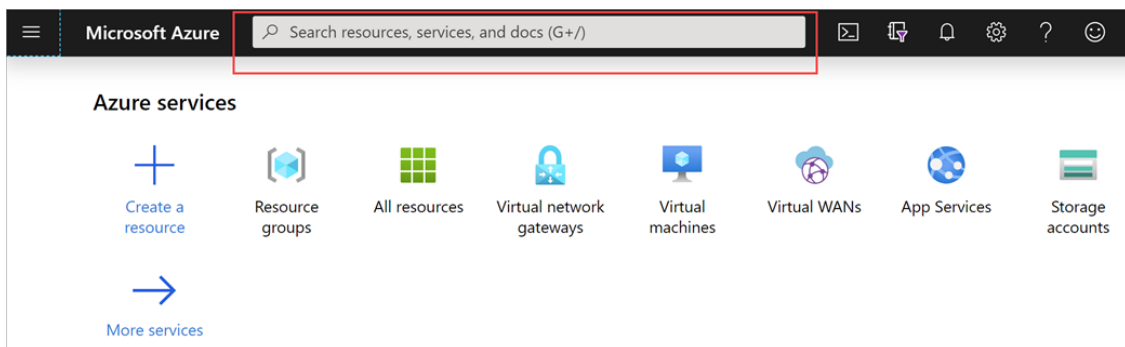 Microsoft Azure
Search resources, services, and docs (G+/)
Azure services
Create a
resource
Resource
groups
All resources
Virtual network
gateways
Virtual
machines
Virtual WANs
App Services
Storage
accounts
More services